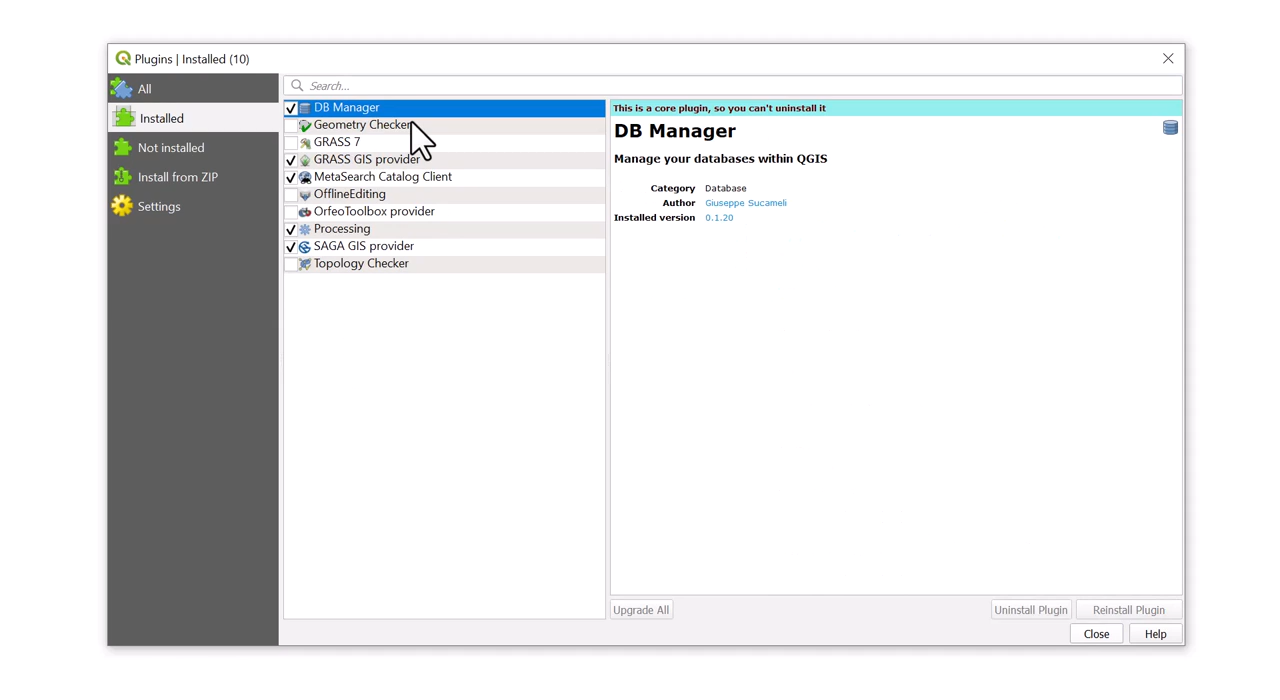 Plugins | Installed (10)
All
Installed
Not installed
Install from ZIP
Settings
Search...
DB Manager
Geometry Checker
GRASS 7
GRASS GIS provider
MetaSearch Catalog Client
OfflineEditing
OrfeoToolbox provider
Processing
SAGA GIS provider
Topology Checker
This is a core plugin, so you can't uninstall it
DB Manager
Manage your databases within QGIS
Category Database
Author Giuseppe Sucameli
Installed version 0.1.20
Upgrade All
Uninstall Plugin
Reinstall Plugin
Close
Help